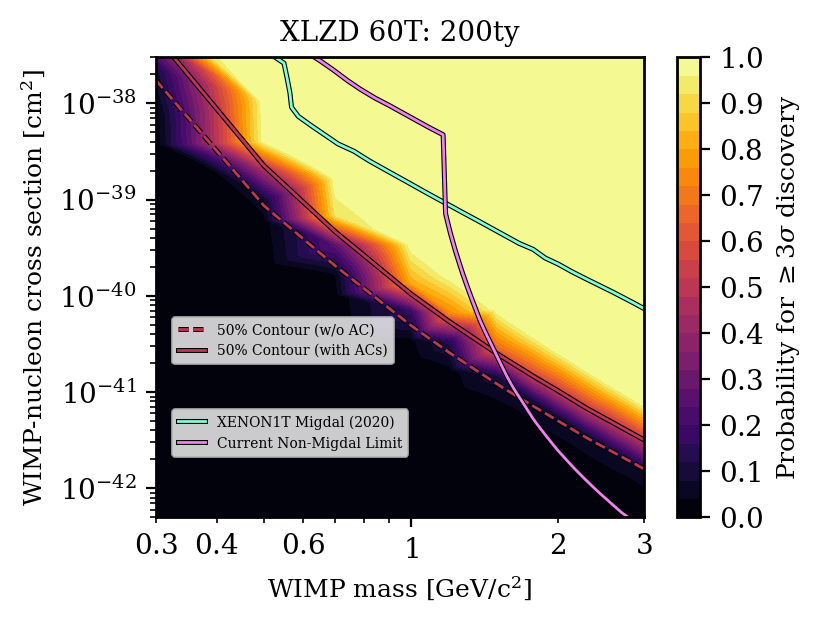 XLZD 60T: 200ty
WIMP-nucleon cross section [cm²]
10⁻³⁸
10⁻³⁹
10⁻⁴⁰
10⁻⁴¹
10⁻⁴²
50% Contour (w/o AC)
50% Contour (with ACs)
XENON1T Migdal (2020)
Current Non-Migdal Limit
0.3 0.4 0.6 1 2 3
WIMP mass [GeV/c²]
1.0
0.9
0.8
0.7
0.6
0.5
0.4
0.3
0.2
0.1
0.0
Probability for ≥ 3σ discovery